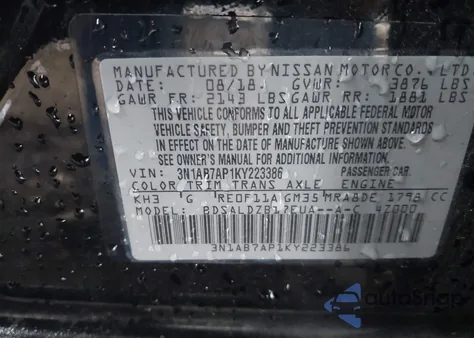 MANUFACTURED BY NISSAN MOTOR CO., LTD.
DATE: 08/18. GVWR: 3876 LBS
GAWR FR: 2143 LBS GAWR RR: 1881 LBS
THIS VEHICLE CONFORMS TO ALL APPLICABLE FEDERAL MOTOR
VEHICLE SAFETY, BUMPER AND THEFT PREVENTION STANDARDS
IN EFFECT ON THE DATE OF MANUFACTURE SHOWN ABOVE.
SEE OWNER'S MANUAL FOR ADDITIONAL INFORMATION.
VIN: 3N1AB7AP1KY223386 PASSENGER CAR.
COLOR TRIM TRANS AXLE ENGINE
KH3 G RE0F11A GM35 MRA8DE 1798 CC
MODEL: BDSALDZB17EUA--A-C 47000
3N1AB7AP1KY223386
autoSnap